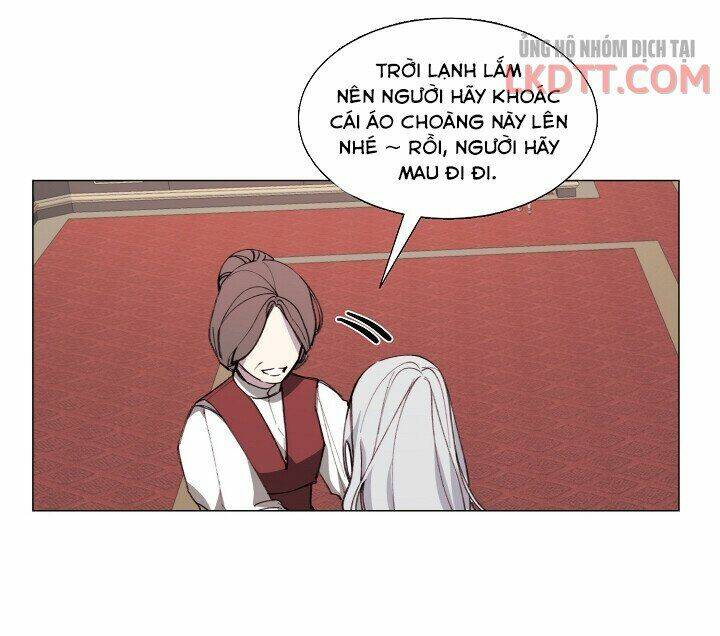 ỦNG HỘ NHÓM DỊCH TẠI
LKDTT.COM
TRỜI LẠNH LẮM
NÊN NGƯỜI HÃY KHOÁC
CÁI ÁO CHOÀNG NÀY LÊN
NHÉ ~ RỒI, NGƯỜI HÃY
MAU ĐI ĐI.